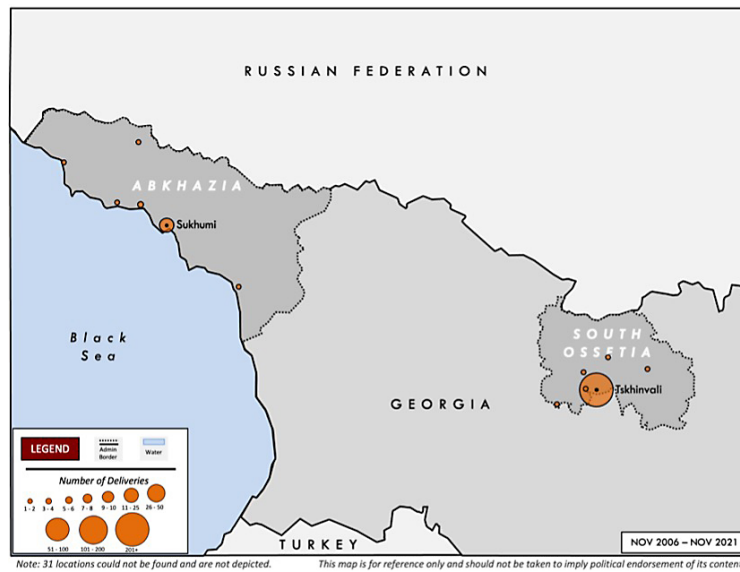 RUSSIAN FEDERATION
ABKHAZIA
Sukhumi
Black
Sea
SOUTH
OSSETIA
Tskhinvali
GEORGIA
LEGEND
Admin
Border
Water
Number of Deliveries
1 - 2 3 - 4 5 - 6 7 - 8 9 - 10 11 - 25 26 - 50
51 - 100 101 - 200 201+
TURKEY
NOV 2006 – NOV 2021
Note: 31 locations could not be found and are not depicted.
This map is for reference only and should not be taken to imply political endorsement of its content